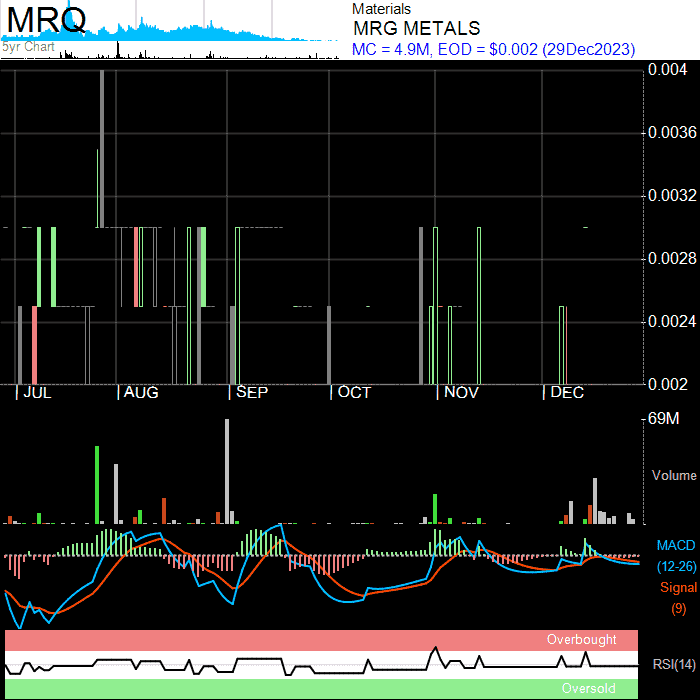 MRQ
5yr Chart
Materials
MRG METALS
MC = 4.9M, EOD = $0.002 (29Dec2023)
0.004
0.0036
0.0032
0.0028
0.0024
0.002
JUL AUG SEP OCT NOV DEC
69M
Volume
MACD
(12-26)
Signal
(9)
Overbought
RSI(14)
Oversold